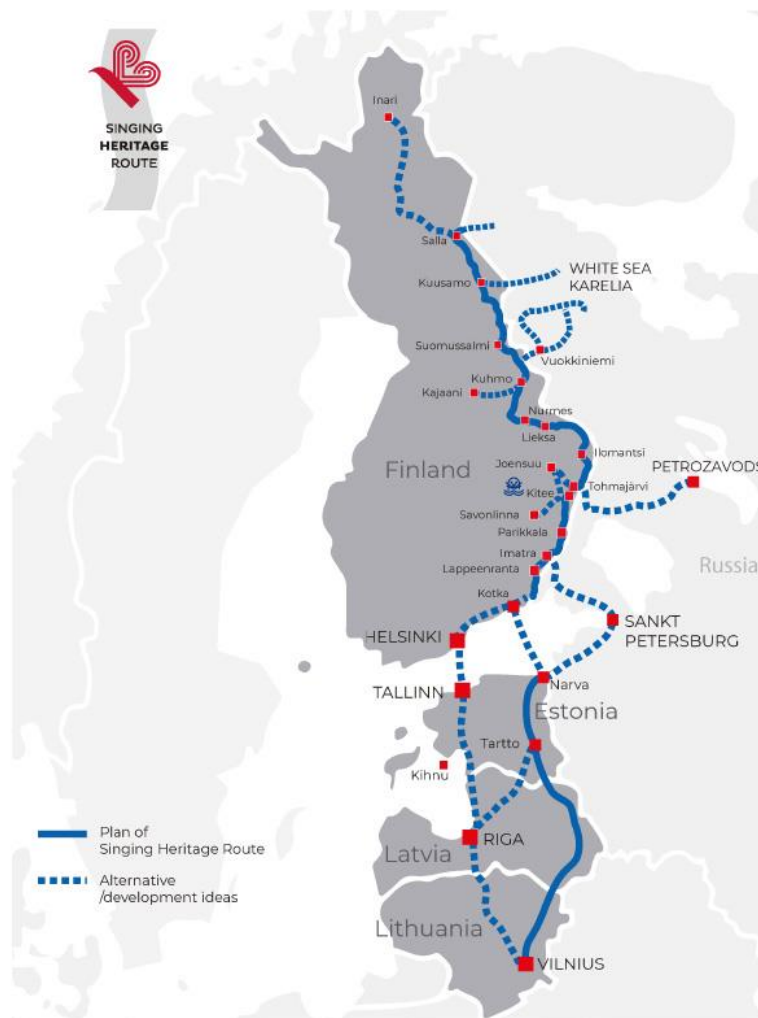 SINGING
HERITAGE
ROUTE
Inari
Salla
WHITE SEA
KARELIA
Kuusamo
Suomussalmi
Vuokkiniemi
Kuhmo
Kajaani
Nurmes
Lieksa
Ilomantsi
Joensuu
Finland
PETROZAVODS
Tohmajärvi
Kitee
Savonlinna
Parikkala
Imatra
Russia
Lappeenranta
Kotka
SANKT
PETERSBURG
HELSINKI
Narva
TALLINN
Estonia
Tartto
Kihnu
Plan of
Singing Heritage Route
RIGA
Latvia
Alternative
/development ideas
Lithuania
VILNIUS